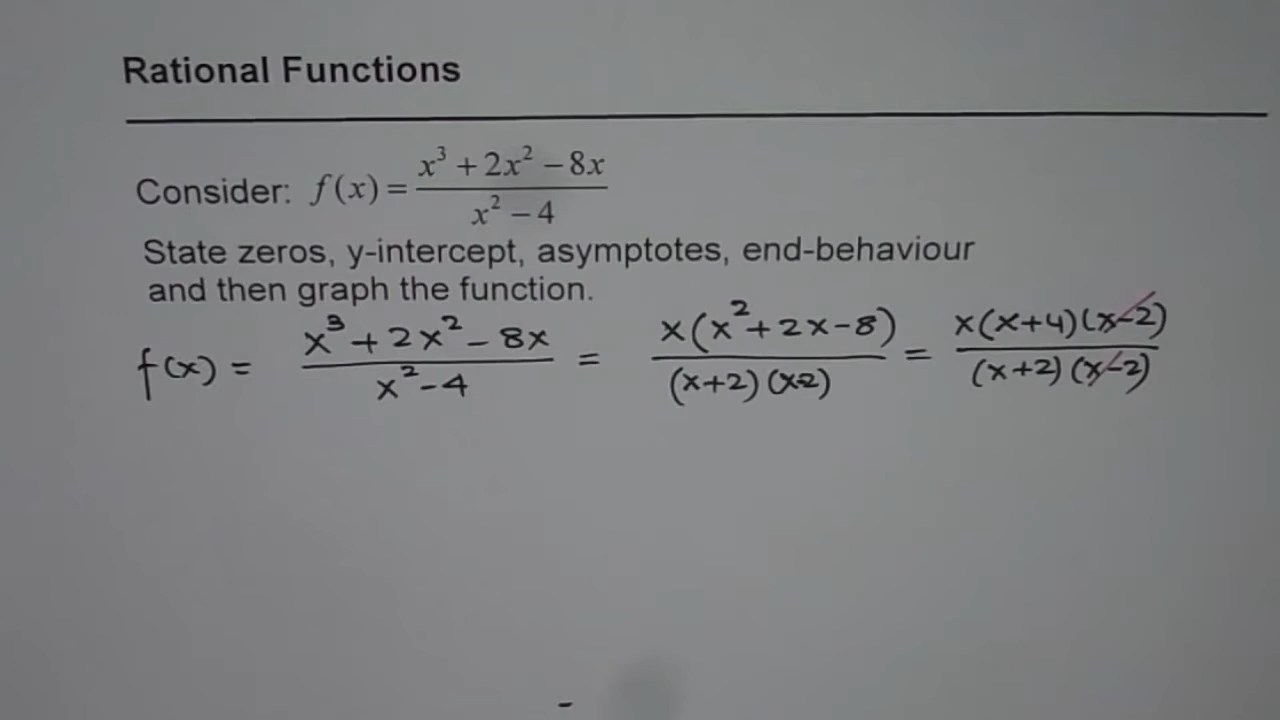 Rational Functions
Consider: f(x) = (x³ + 2x² − 8x)/(x² − 4)
State zeros, y-intercept, asymptotes, end-behaviour
and then graph the function.
f(x) = (x³ + 2x² − 8x)/(x² − 4) = x(x² + 2x − 8)/((x+2)(x-2)) = x(x+4)(x−2)/((x+2)(x−2))